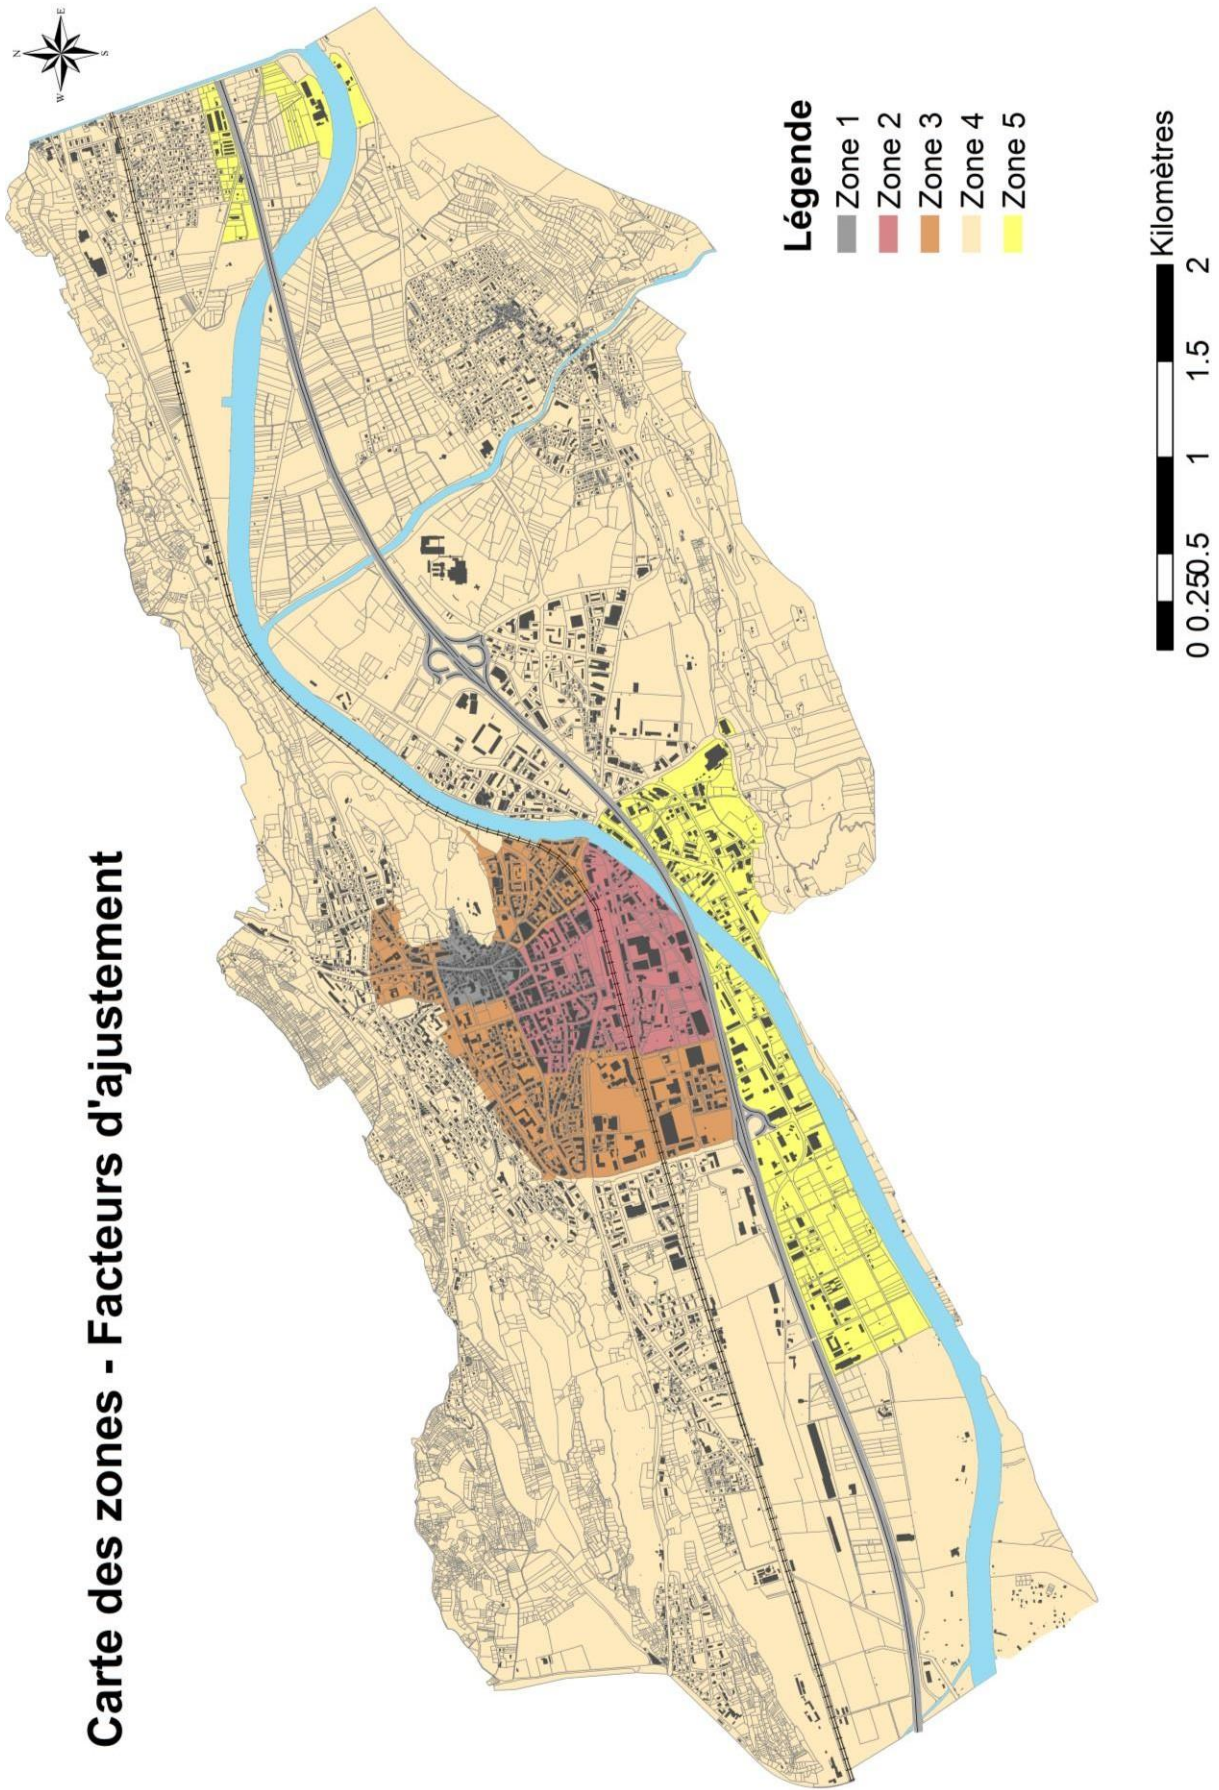 Carte des zones - Facteurs d'ajustement
N
E
S
W
Légende
Zone 1
Zone 2
Zone 3
Zone 4
Zone 5
Kilomètres
0 0.250.5 1 1.5 2